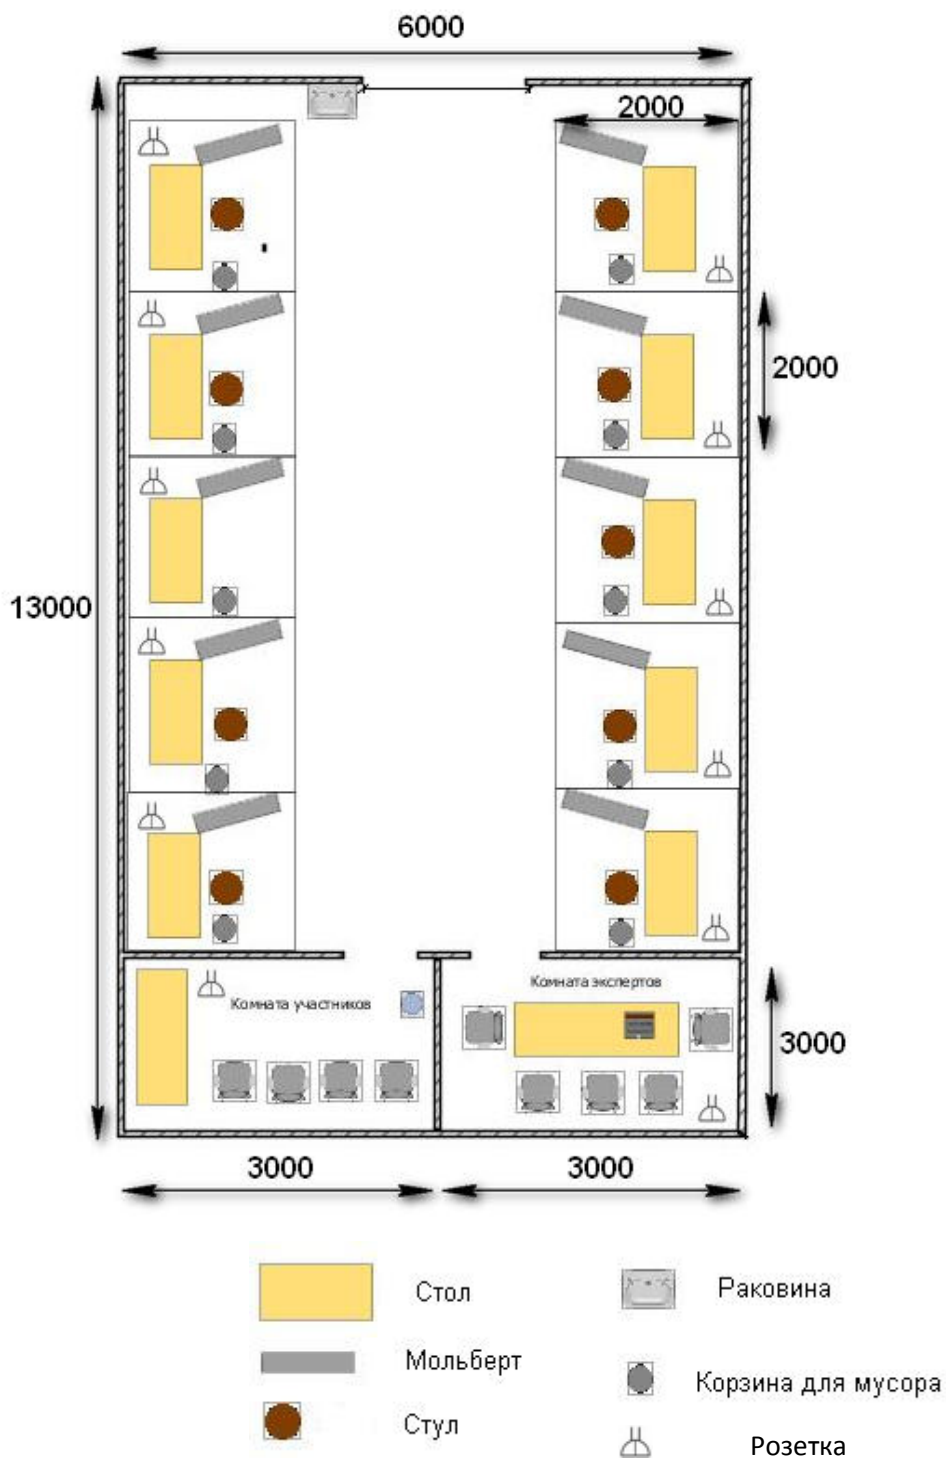 6000
2000
2000
13000
Комната участников
Комната экспертов
3000
3000
3000
Стол
Раковина
Мольберт
Корзина для мусора
Стул
Розетка